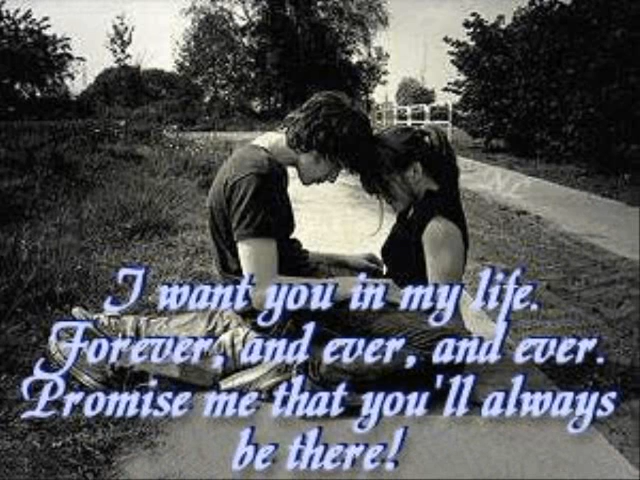 I want you in my life.
Forever, and ever, and ever.
Promise me that you'll always
be there!